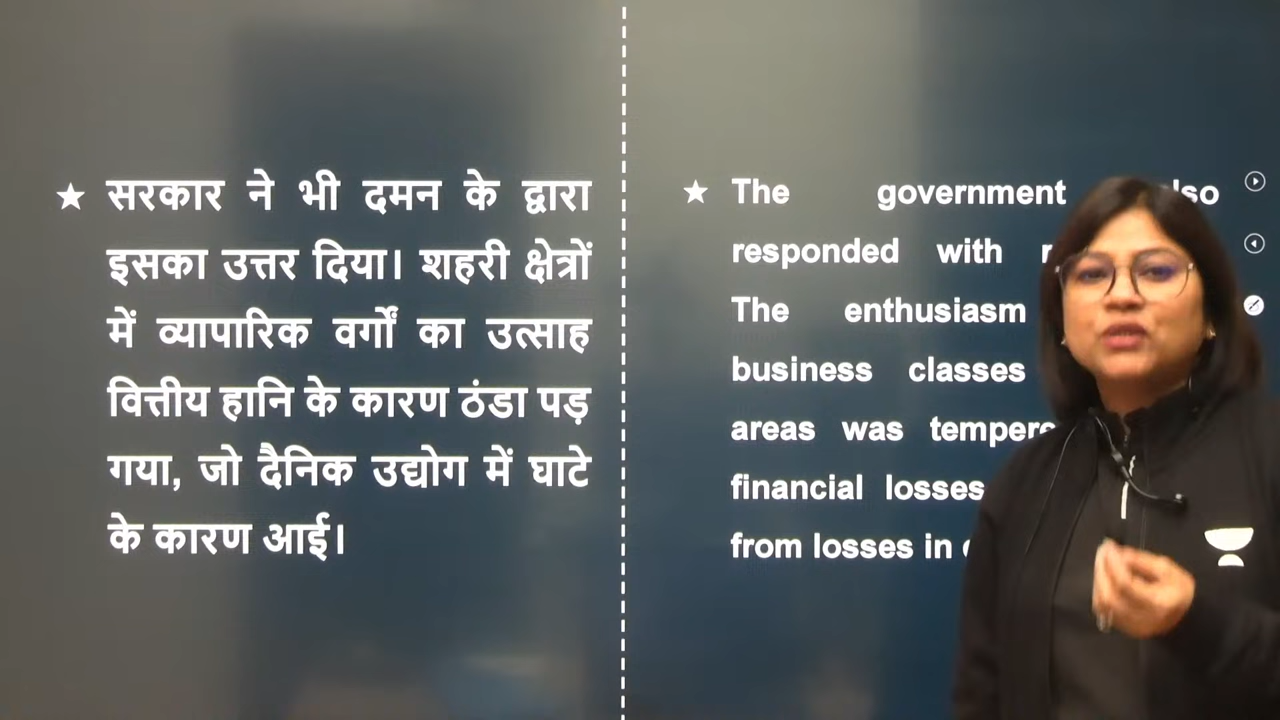 ★ सरकार ने भी दमन के द्वारा
इसका उत्तर दिया। शहरी क्षेत्रों
में व्यापारिक वर्गों का उत्साह
वित्तीय हानि के कारण ठंडा पड़
गया, जो दैनिक उद्योग में घाटे
के कारण आई।
★ The government
responded with
The enthusiasm
business classes
areas was
financial losses
from losses in